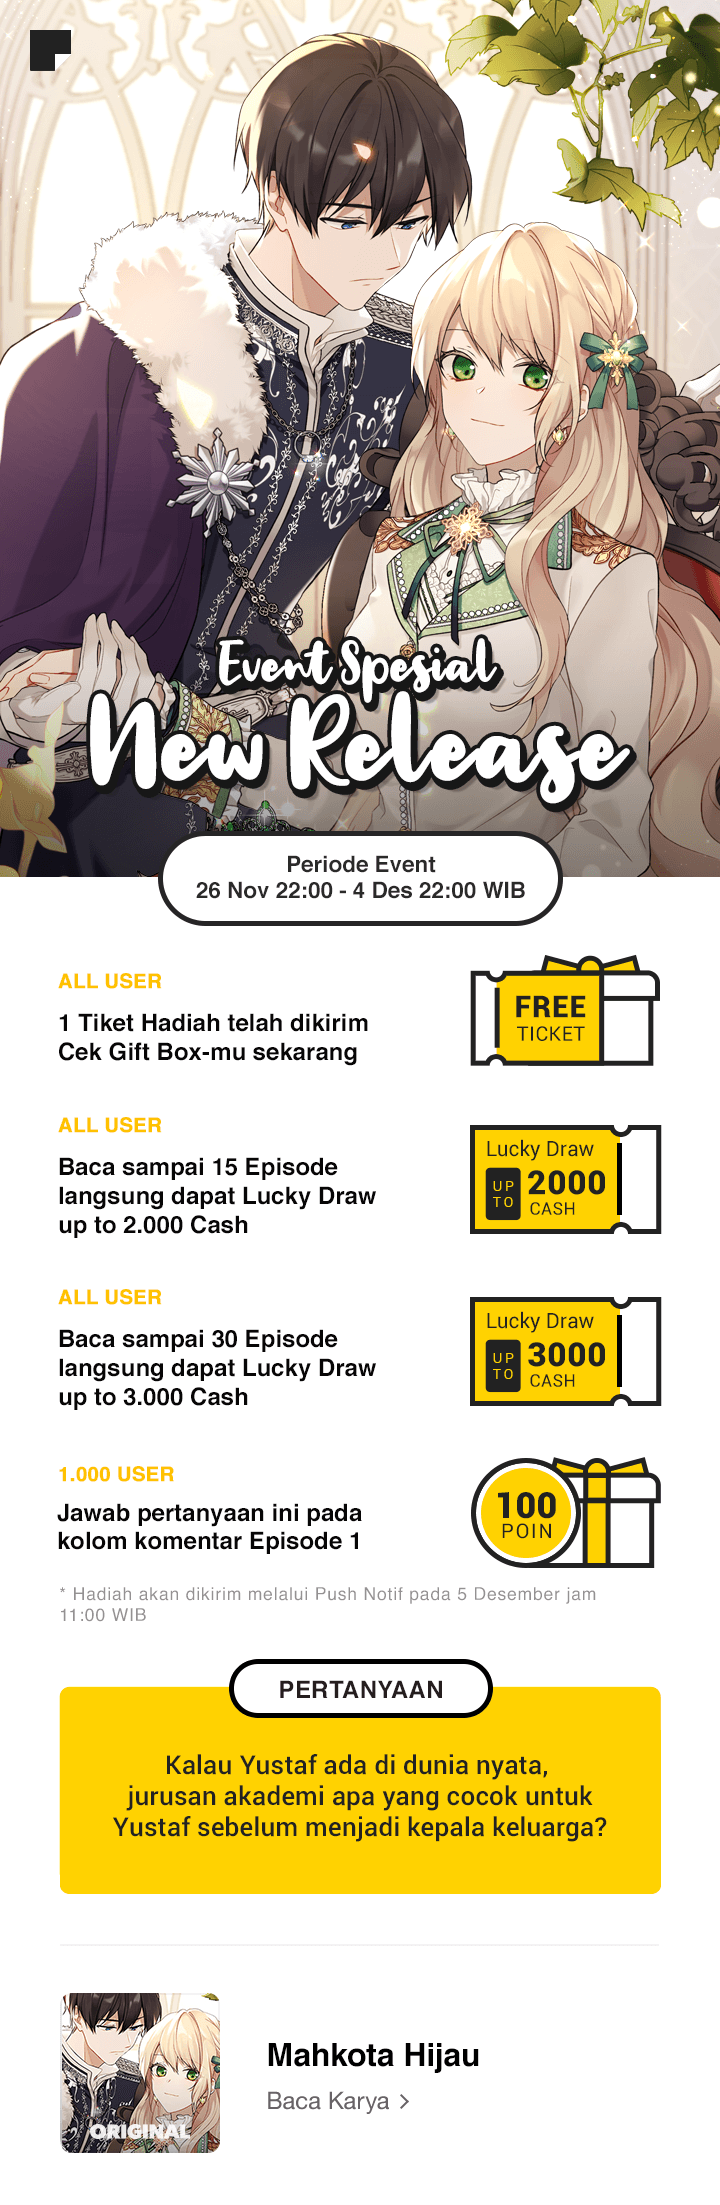 Event Spesial
New Release
Periode Event
26 Nov 22:00 - 4 Des 22:00 WIB
ALL USER
1 Tiket Hadiah telah dikirim
Cek Gift Box-mu sekarang
FREE
TICKET
ALL USER
Baca sampai 15 Episode
langsung dapat Lucky Draw
up to 2.000 Cash
Lucky Draw
UP TO
2000
CASH
ALL USER
Baca sampai 30 Episode
langsung dapat Lucky Draw
up to 3.000 Cash
Lucky Draw
UP TO
3000
CASH
1.000 USER
Jawab pertanyaan ini pada
kolom komentar Episode 1
100
POIN
* Hadiah akan dikirim melalui Push Notif pada 5 Desember jam
11:00 WIB
PERTANYAAN
Kalau Yustaf ada di dunia nyata,
jurusan akademi apa yang cocok untuk
Yustaf sebelum menjadi kepala keluarga?
ORIGINAL
Mahkota Hijau
Baca Karya >